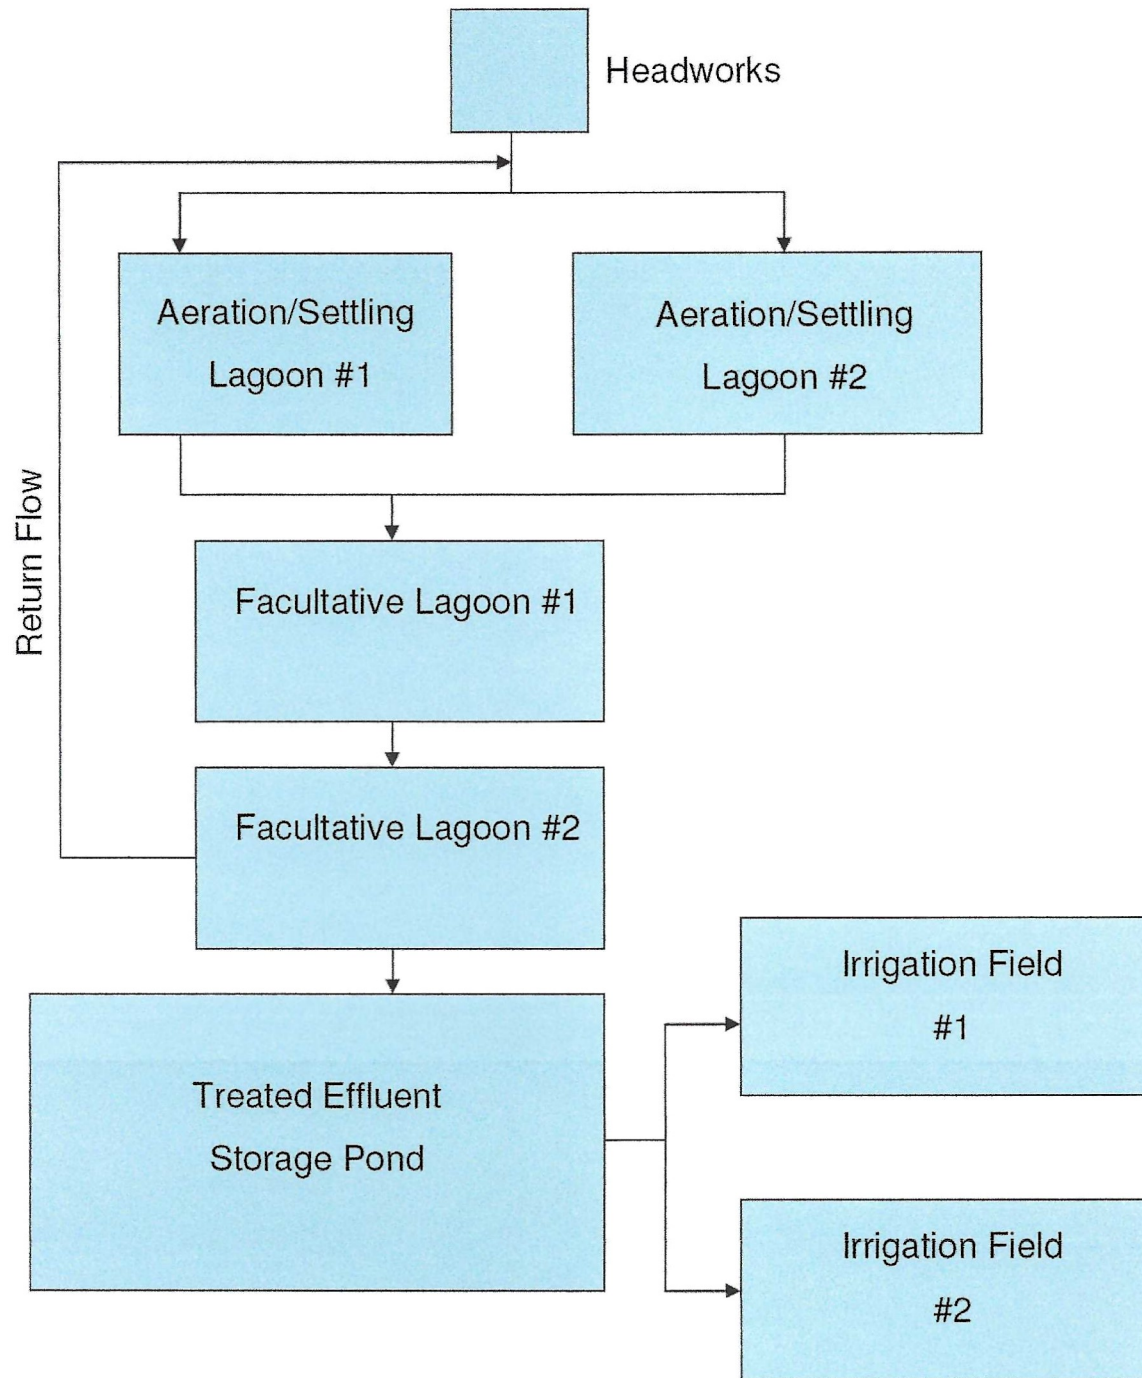 Headworks
Aeration/Settling
Lagoon #1
Aeration/Settling
Lagoon #2
Return Flow
Facultative Lagoon #1
Facultative Lagoon #2
Irrigation Field
#1
Treated Effluent
Storage Pond
Irrigation Field
#2